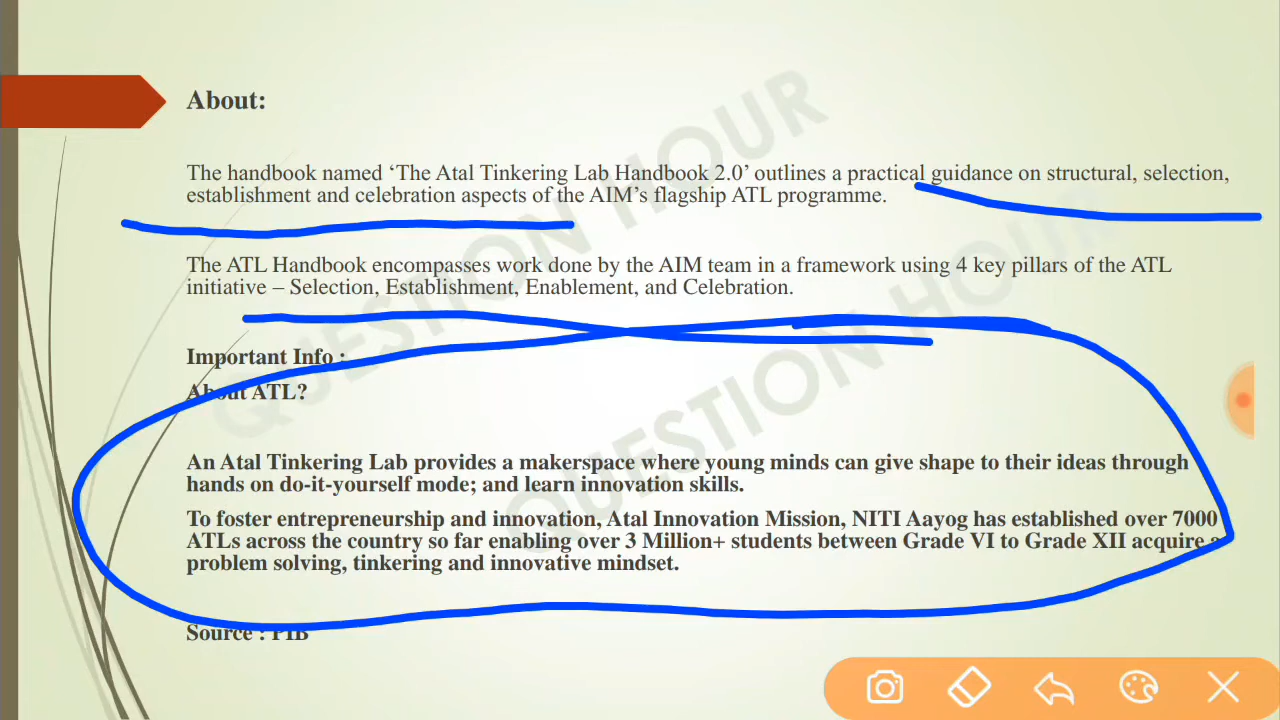 About:
The handbook named ‘The Atal Tinkering Lab Handbook 2.0’ outlines a practical guidance on structural, selection,
establishment and celebration aspects of the AIM’s flagship ATL programme.
The ATL Handbook encompasses work done by the AIM team in a framework using 4 key pillars of the ATL
initiative – Selection, Establishment, Enablement, and Celebration.
Important Info :
About ATL?
An Atal Tinkering Lab provides a makerspace where young minds can give shape to their ideas through
hands on do-it-yourself mode; and learn innovation skills.
To foster entrepreneurship and innovation, Atal Innovation Mission, NITI Aayog has established over 7000
ATLs across the country so far enabling over 3 Million+ students between Grade VI to Grade XII acquire a
problem solving, tinkering and innovative mindset.
Source : PIB
QUESTION HOUR
QUESTION HOUR